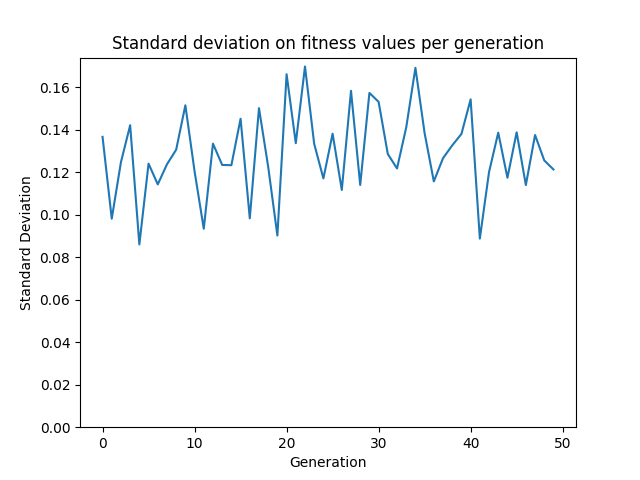 Standard deviation on fitness values per generation
0.16
0.14
0.12
0.10
0.08
0.06
0.04
0.02
0.00
Standard Deviation
0 10 20 30 40 50
Generation